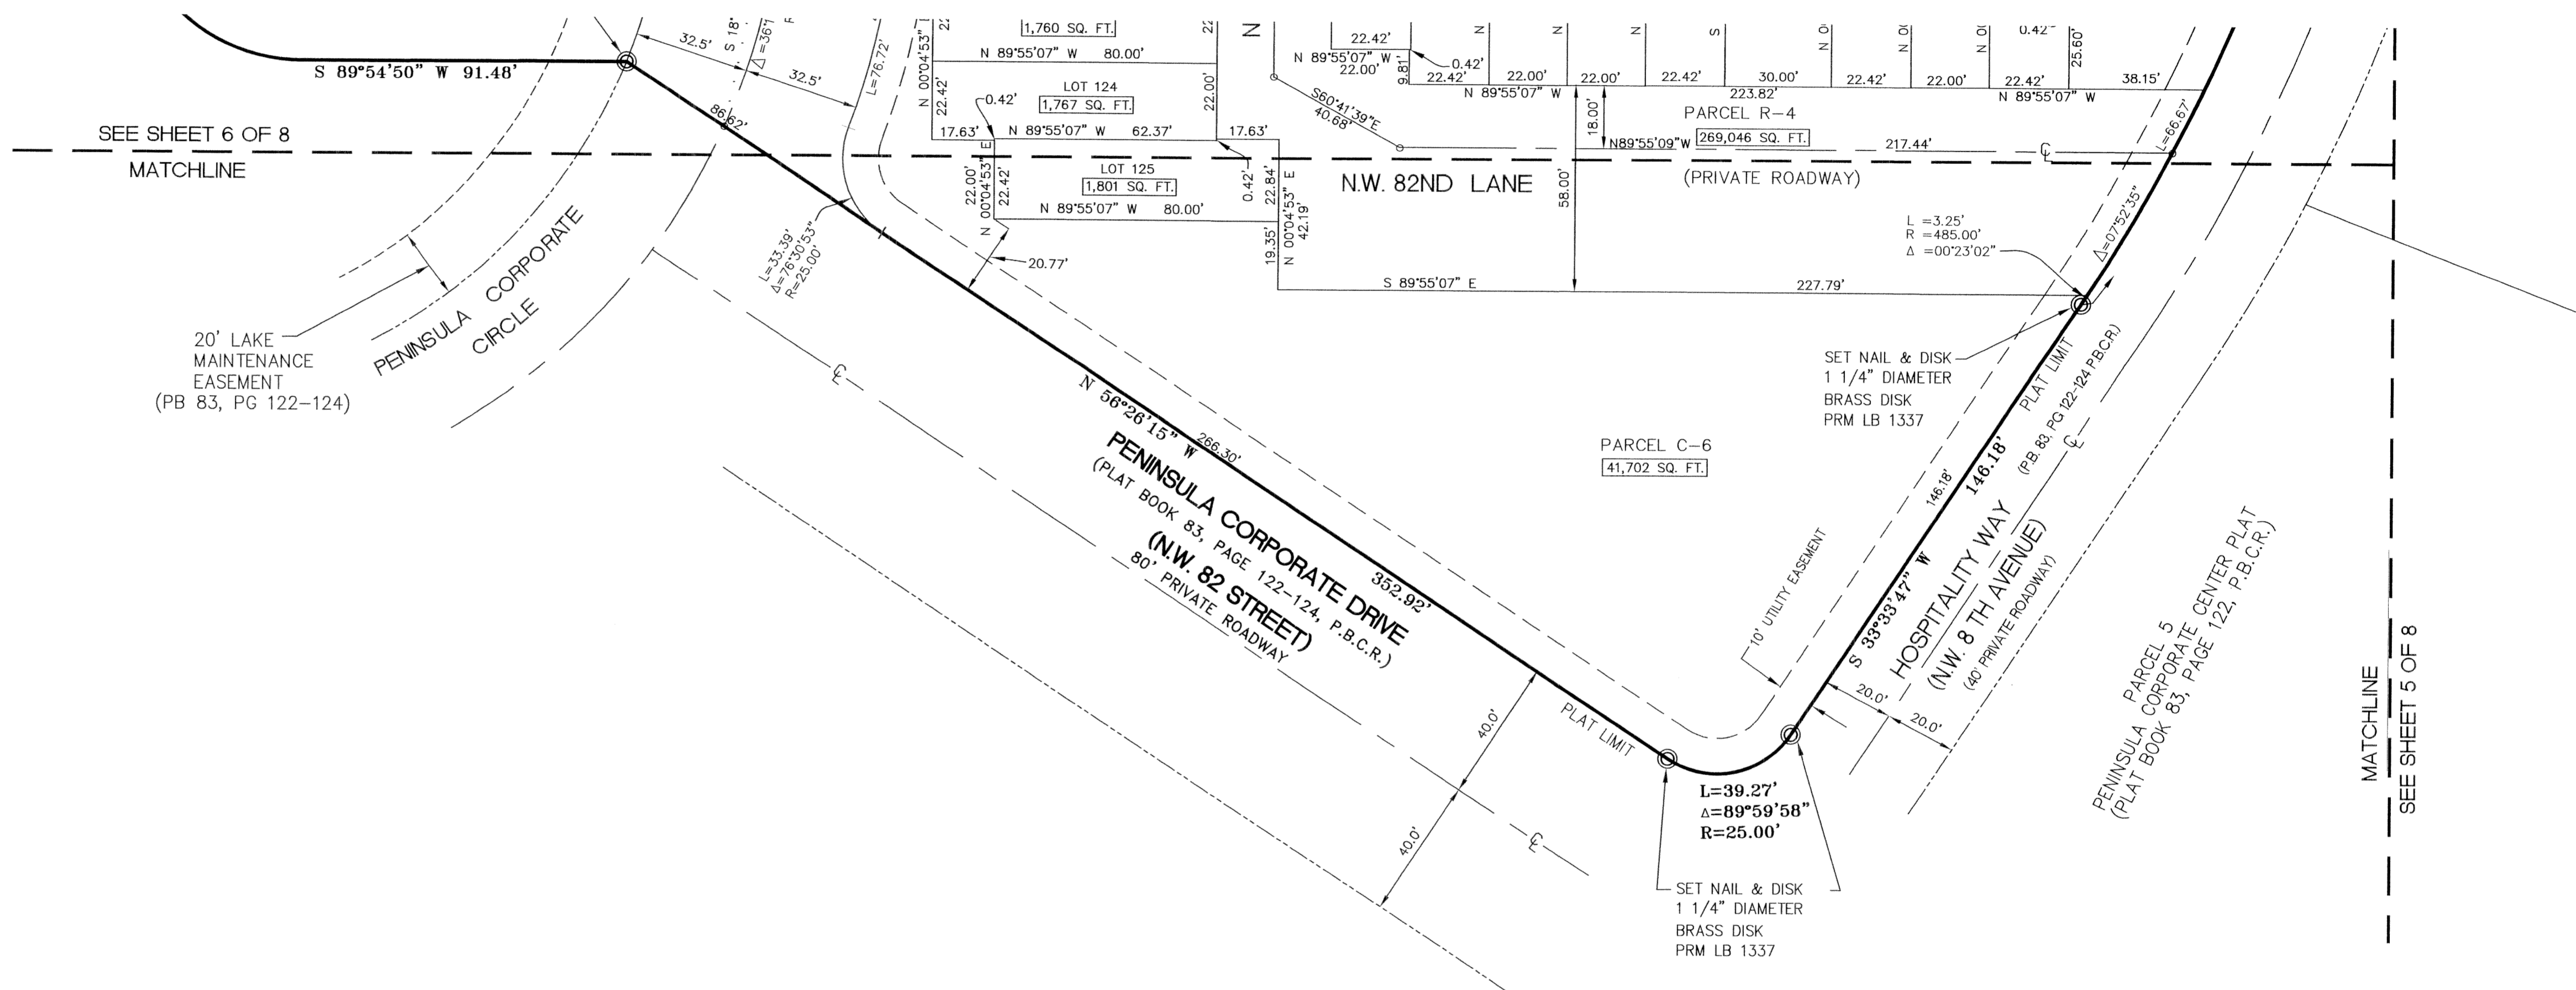 S 89°54'50" W 91.48'
SEE SHEET 6 OF 8
MATCHLINE
32.5'
32.5'
S 18°
86.62'
L=76.72'
N 00°04'53"
1,760 SQ. FT.
N 89°55'07" W 80.00'
22.42'
LOT 124
1,767 SQ. FT.
22.00'
0.42'
17.63'
N 89°55'07" W 62.37'
17.63'
LOT 125
1,801 SQ. FT.
22.00'
N 00°04'53" E
22.42'
N 89°55'07" W 80.00'
0.42'
22.84'
19.35'
N 00°04'53" E
42.19'
20.77'
L=33.39'
Δ=76°30'53"
R=25.00'
N
S60°41'39"E
40.68'
22.42'
N 89°55'07" W
22.00'
9.81'
0.42'
22.42'
22.00'
22.00'
22.42'
30.00'
22.42'
22.00'
22.42'
38.15'
0.42'
25.60'
N 89°55'07" W
223.82'
N 89°55'07" W
PARCEL R-4
269,046 SQ. FT.
18.00'
N89°55'09"W
217.44'
N.W. 82ND LANE
(PRIVATE ROADWAY)
58.00'
S 89°55'07" E
227.79'
L=66.67'
Δ=07°52'35"
L =3.25'
R =485.00'
Δ =00°23'02"
20' LAKE
MAINTENANCE
EASEMENT
(PB 83, PG 122-124)
PENINSULA CORPORATE
CIRCLE
SET NAIL & DISK
1 1/4" DIAMETER
BRASS DISK
PRM LB 1337
PARCEL C-6
41,702 SQ. FT.
N 56°26'15" W
266.30'
352.92'
PENINSULA CORPORATE DRIVE
(PLAT BOOK 83, PAGE 122-124, P.B.C.R.)
(N.W. 82 STREET)
80' PRIVATE ROADWAY
PLAT LIMIT
40.0'
40.0'
10' UTILITY EASEMENT
PLAT LIMIT
146.18'
S 33°33'47" W 146.18'
HOSPITALITY WAY
(P.B. 83, PG 122-124 P.B.C.R.)
(N.W. 8 TH AVENUE)
(40' PRIVATE ROADWAY)
20.0'
20.0'
PARCEL 5
PENINSULA CORPORATE CENTER PLAT
(PLAT BOOK 83, PAGE 122, P.B.C.R.)
L=39.27'
Δ=89°59'58"
R=25.00'
SET NAIL & DISK
1 1/4" DIAMETER
BRASS DISK
PRM LB 1337
MATCHLINE
SEE SHEET 5 OF 8